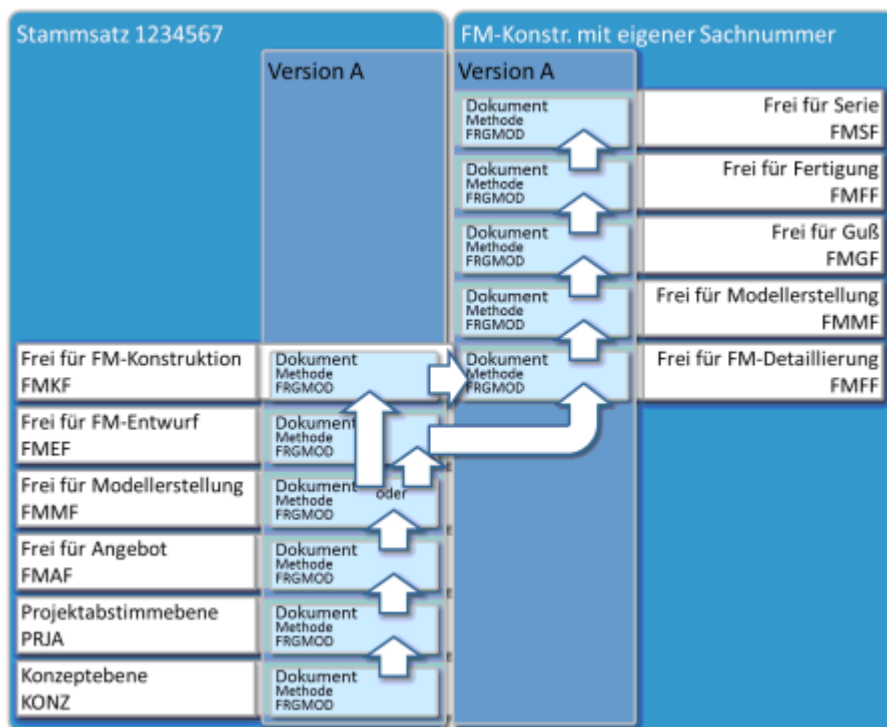 Stammsatz 1234567
Version A
Frei für FM-Konstruktion
FMKF
Dokument
Methode
FRGMOD
Frei für FM-Entwurf
FMEF
Dokument
Methode
FRGMOD
Frei für Modellerstellung
FMMF
Dokument
Methode
FRGMOD
oder
Frei für Angebot
FMAF
Dokument
Methode
FRGMOD
Projektabstimmebene
PRJA
Dokument
Methode
FRGMOD
Konzeptebene
KONZ
Dokument
Methode
FRGMOD
FM-Konstr. mit eigener Sachnummer
Version A
Dokument
Methode
FRGMOD
Frei für Serie
FMSF
Dokument
Methode
FRGMOD
Frei für Fertigung
FMFF
Dokument
Methode
FRGMOD
Frei für Guß
FMGF
Dokument
Methode
FRGMOD
Frei für Modellerstellung
FMMF
Dokument
Methode
FRGMOD
Frei für FM-Detaillierung
FMFF